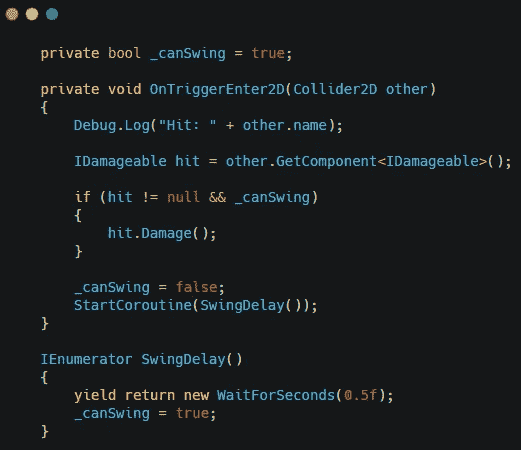 private bool _canSwing = true;
private void OnTriggerEnter2D(Collider2D other)
{
Debug.Log("Hit: " + other.name);
IDamageable hit = other.GetComponent<IDamageable>();
if (hit != null && _canSwing)
{
hit.Damage();
}
_canSwing = false;
StartCoroutine(SwingDelay());
}
IEnumerator SwingDelay()
{
yield return new WaitForSeconds(0.5f);
_canSwing = true;
}